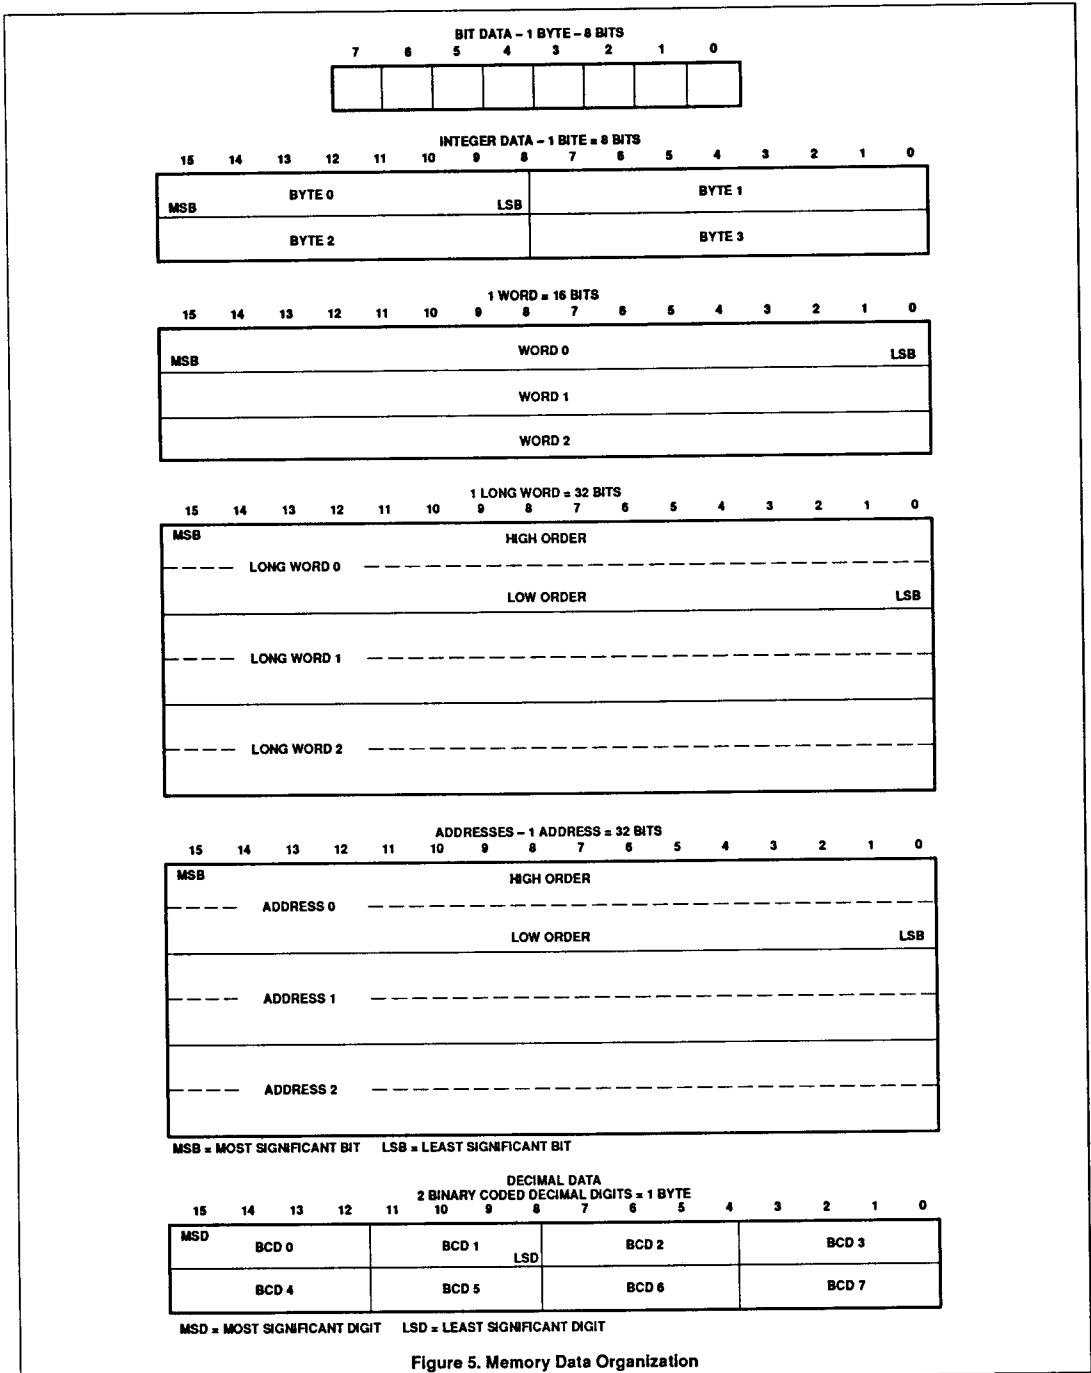 BIT DATA – 1 BYTE – 8 BITS
7 6 5 4 3 2 1 0
INTEGER DATA – 1 BITE = 8 BITS
15 14 13 12 11 10 9 8 7 6 5 4 3 2 1 0
BYTE 0 BYTE 1
MSB LSB
BYTE 2 BYTE 3
1 WORD = 16 BITS
15 14 13 12 11 10 9 8 7 6 5 4 3 2 1 0
WORD 0
MSB LSB
WORD 1
WORD 2
1 LONG WORD = 32 BITS
15 14 13 12 11 10 9 8 7 6 5 4 3 2 1 0
MSB HIGH ORDER
LONG WORD 0
LOW ORDER LSB
LONG WORD 1
LONG WORD 2
ADDRESSES – 1 ADDRESS = 32 BITS
15 14 13 12 11 10 9 8 7 6 5 4 3 2 1 0
MSB HIGH ORDER
ADDRESS 0
LOW ORDER LSB
ADDRESS 1
ADDRESS 2
MSB = MOST SIGNIFICANT BIT LSB = LEAST SIGNIFICANT BIT
DECIMAL DATA
2 BINARY CODED DECIMAL DIGITS = 1 BYTE
15 14 13 12 11 10 9 8 7 6 5 4 3 2 1 0
MSD BCD 0 BCD 1 BCD 2 BCD 3
LSD
BCD 4 BCD 5 BCD 6 BCD 7
MSD = MOST SIGNIFICANT DIGIT LSD = LEAST SIGNIFICANT DIGIT
Figure 5. Memory Data Organization